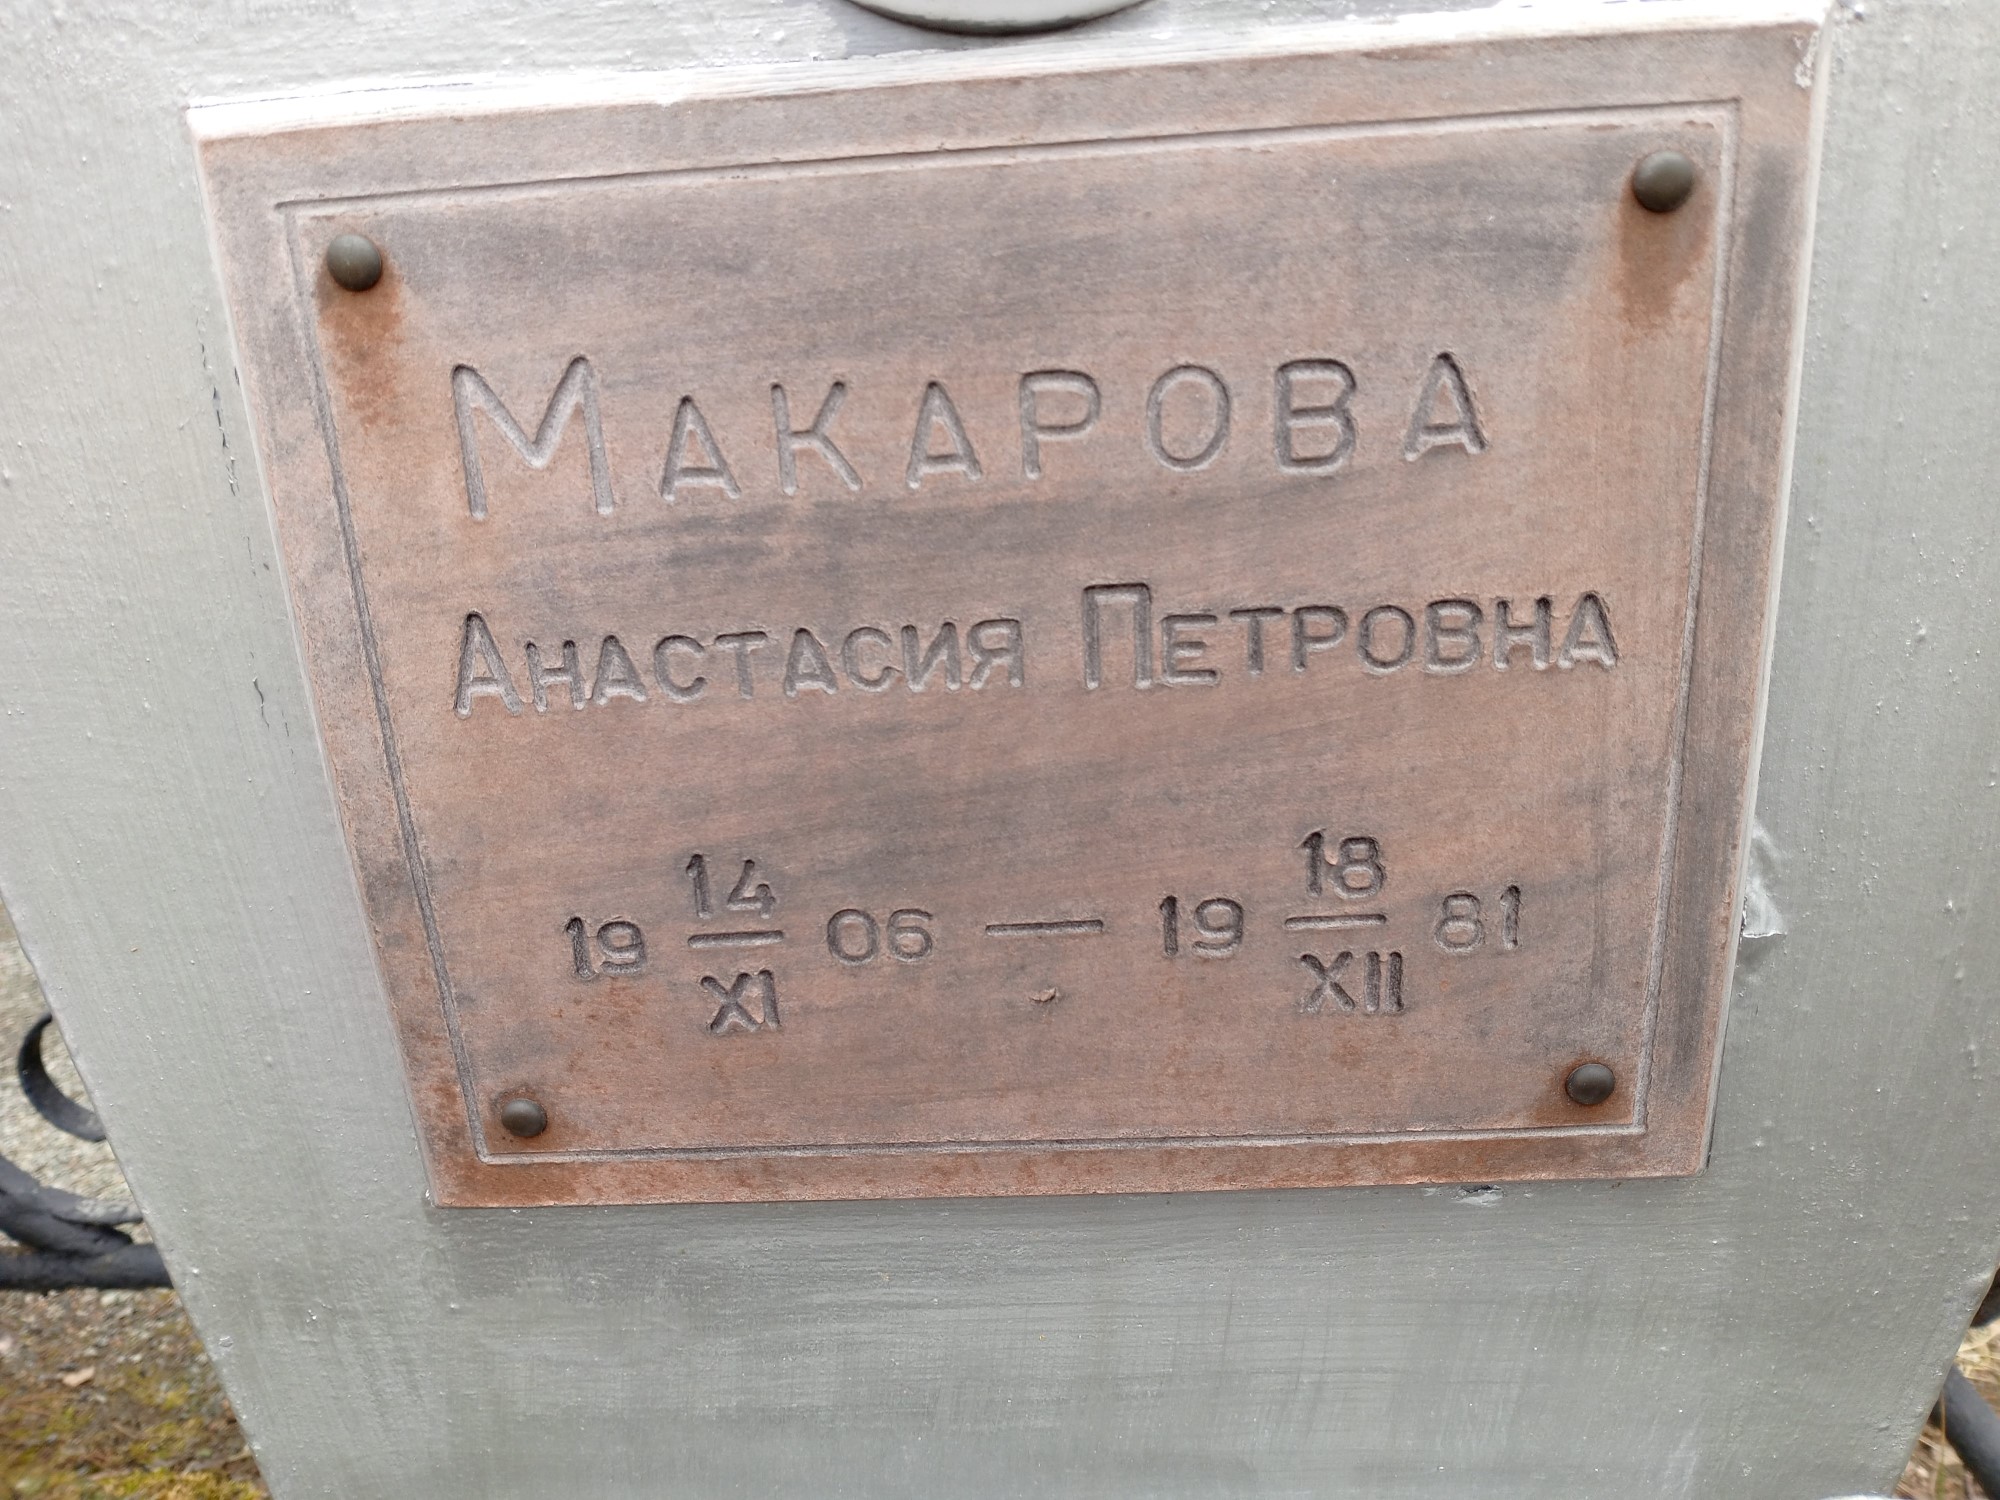 МАКАРОВА
АНАСТАСИЯ ПЕТРОВНА
19 14/XI 06 — 19 18/XII 81